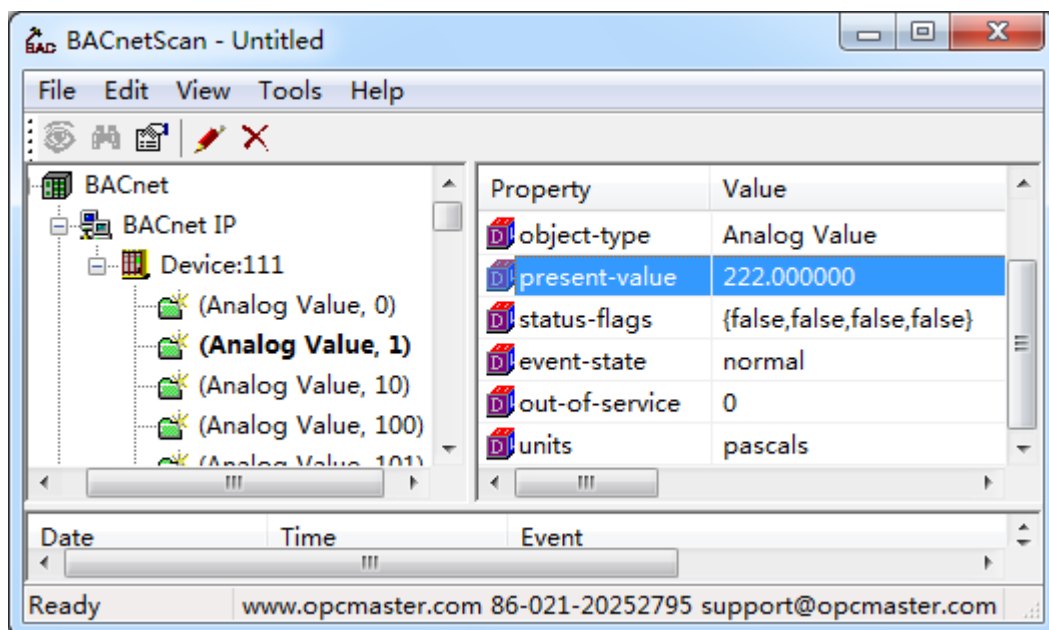 BACnetScan - Untitled
File Edit View Tools Help
BACnet
BACnet IP
Device:111
(Analog Value, 0)
(Analog Value, 1)
(Analog Value, 10)
(Analog Value, 100)
(Analog Value, 101)
Property Value
object-type Analog Value
present-value 222.000000
status-flags {false,false,false,false}
event-state normal
out-of-service 0
units pascals
Date Time Event
Ready www.opcmaster.com 86-021-20252795 support@opcmaster.com